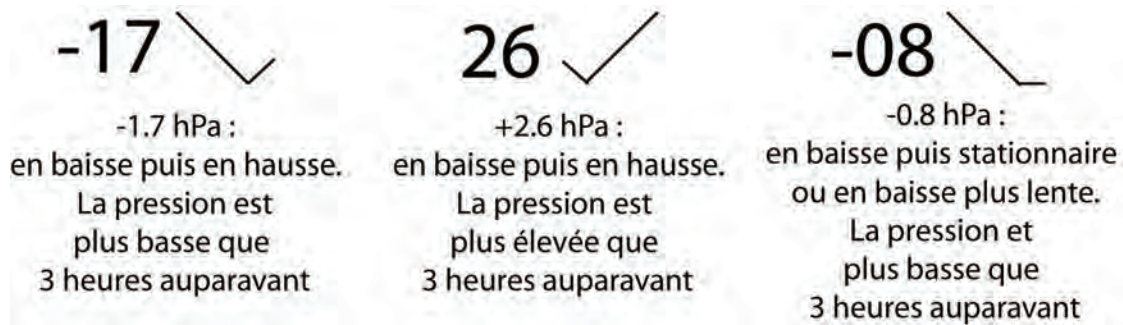 -17
-1.7 hPa :
en baisse puis en hausse.
La pression est
plus basse que
3 heures auparavant
26
+2.6 hPa :
en baisse puis en hausse.
La pression est
plus élevée que
3 heures auparavant
-08
-0.8 hPa :
en baisse puis stationnaire
ou en baisse plus lente.
La pression et
plus basse que
3 heures auparavant